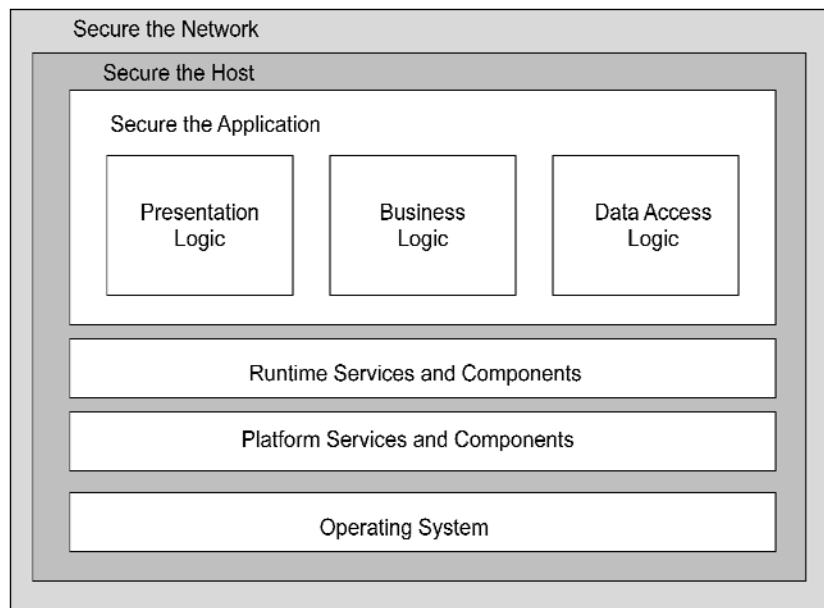 Secure the Network
Secure the Host
Secure the Application
Presentation
Logic
Business
Logic
Data Access
Logic
Runtime Services and Components
Platform Services and Components
Operating System